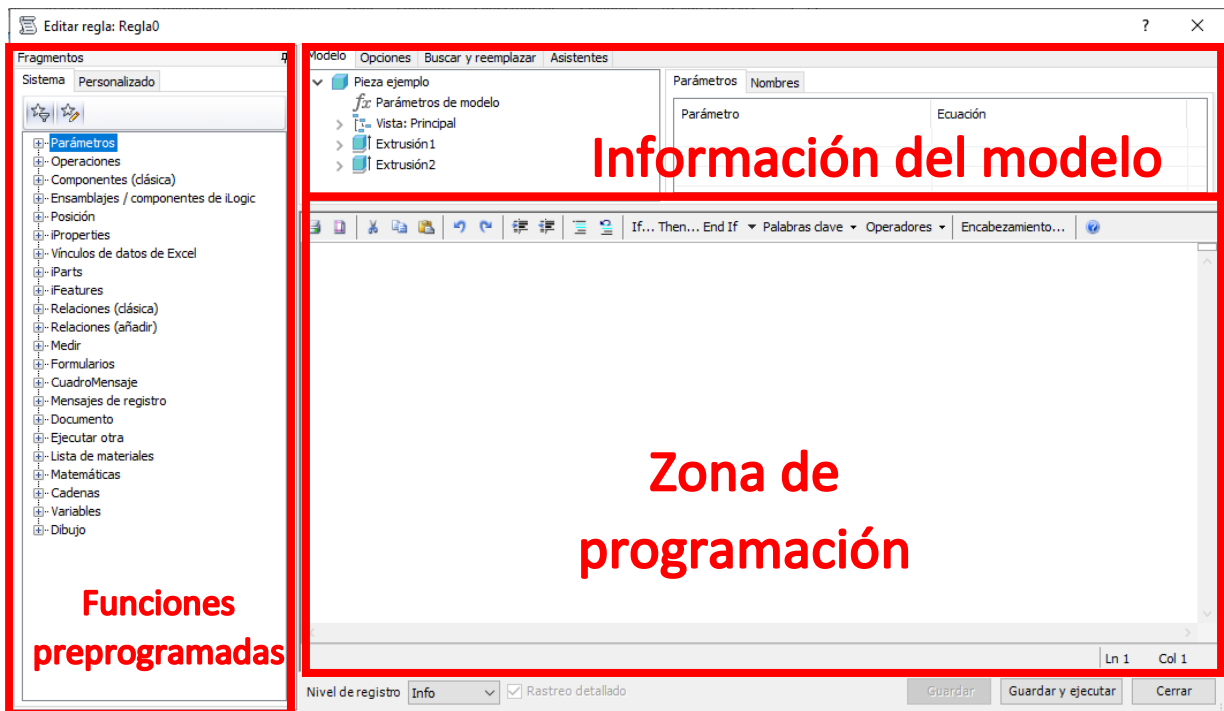 Editar regla: Regla0
?
Fragmentos
Sistema Personalizado
Parámetros
Operaciones
Componentes (clásica)
Ensamblajes / componentes de iLogic
Posición
iProperties
Vínculos de datos de Excel
iParts
iFeatures
Relaciones (clásica)
Relaciones (añadir)
Medir
Formularios
CuadroMensaje
Mensajes de registro
Documento
Ejecutar otra
Lista de materiales
Matemáticas
Cadenas
Variables
Dibujo
Funciones
preprogramadas
Modelo Opciones Buscar y reemplazar Asistentes
Pieza ejemplo
fx Parámetros de modelo
Vista: Principal
Extrusión1
Extrusión2
Parámetros Nombres
Parámetro Ecuación
Información del modelo
If... Then... End If Palabras clave Operadores Encabezamiento...
Zona de
programación
Ln 1 Col 1
Nivel de registro Info Rastreo detallado Guardar Guardar y ejecutar Cerrar